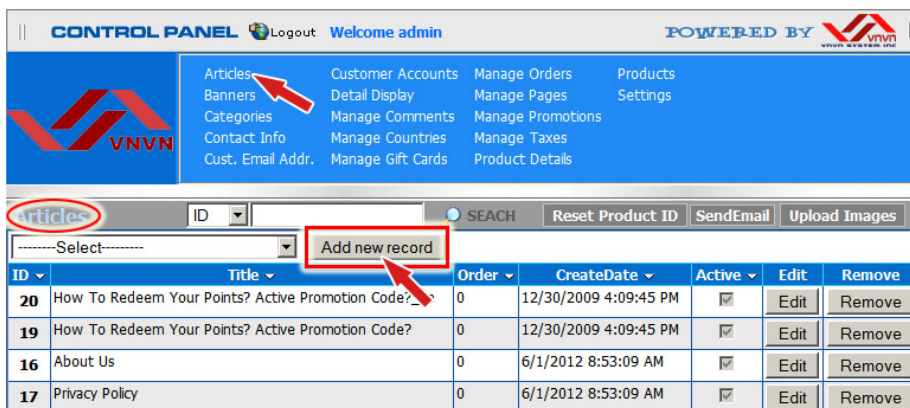 CONTROL PANEL Logout Welcome admin POWERED BY vnvn
VNVN SYSTEM INC
Articles Customer Accounts Manage Orders Products
Banners Detail Display Manage Pages Settings
Categories Manage Comments Manage Promotions
Contact Info Manage Countries Manage Taxes
Cust. Email Addr. Manage Gift Cards Product Details
VNVN
Articles ID SEACH Reset Product ID SendEmail Upload Images
--------Select--------- Add new record
ID Title Order CreateDate Active Edit Remove
20 How To Redeem Your Points? Active Promotion Code? 0 12/30/2009 4:09:45 PM Edit Remove
19 How To Redeem Your Points? Active Promotion Code? 0 12/30/2009 4:09:45 PM Edit Remove
16 About Us 0 6/1/2012 8:53:09 AM Edit Remove
17 Privacy Policy 0 6/1/2012 8:53:09 AM Edit Remove